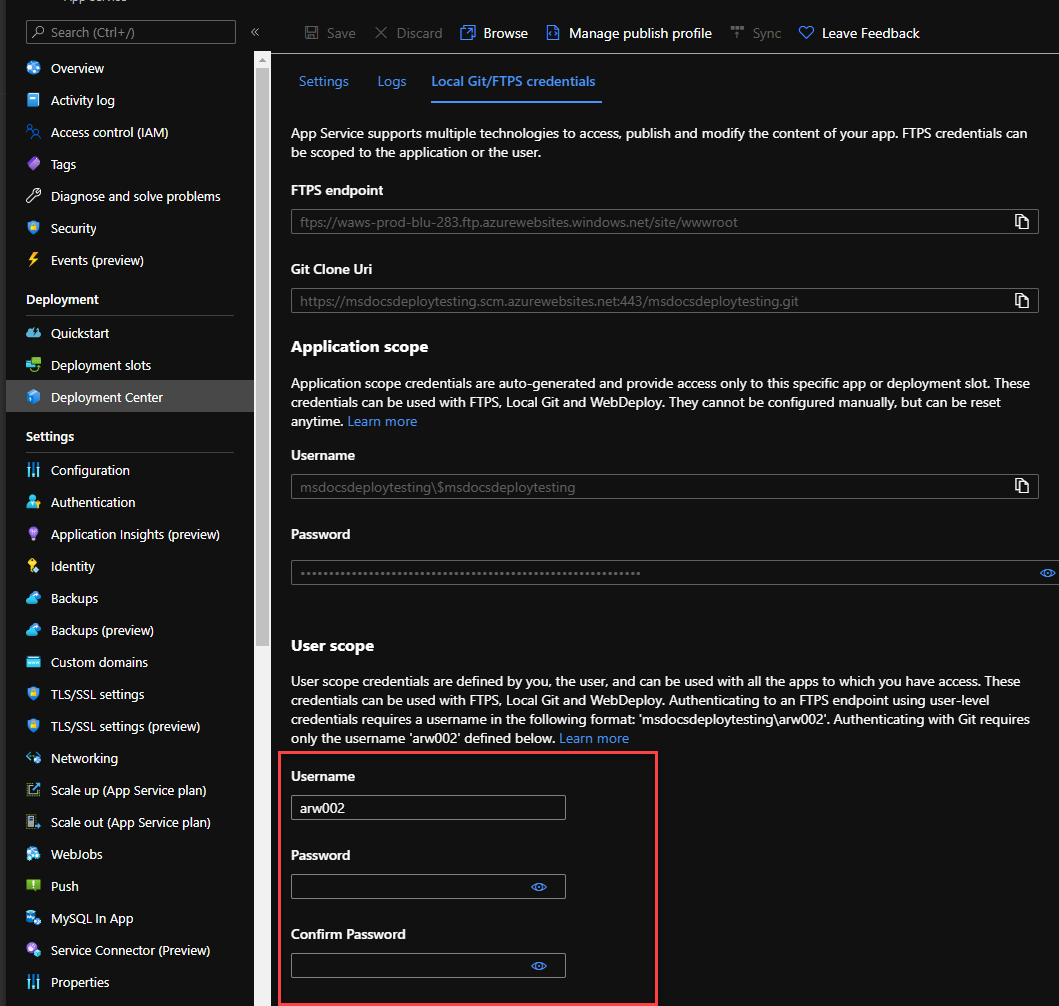 Search (Ctrl+/)
«
Overview
Activity log
Access control (IAM)
Tags
Diagnose and solve problems
Security
Events (preview)
Deployment
Quickstart
Deployment slots
Deployment Center
Settings
Configuration
Authentication
Application Insights (preview)
Identity
Backups
Backups (preview)
Custom domains
TLS/SSL settings
TLS/SSL settings (preview)
Networking
Scale up (App Service plan)
Scale out (App Service plan)
WebJobs
Push
MySQL In App
Service Connector (Preview)
Properties
Save
Discard
Browse
Manage publish profile
Sync
Leave Feedback
Settings
Logs
Local Git/FTPS credentials
App Service supports multiple technologies to access, publish and modify the content of your app. FTPS credentials can
be scoped to the application or the user.
FTPS endpoint
ftps://waws-prod-blu-283.ftp.azurewebsites.windows.net/site/wwwroot
Git Clone Uri
https://msdocsdeploytesting.scm.azurewebsites.net:443/msdocsdeploytesting.git
Application scope
Application scope credentials are auto-generated and provide access only to this specific app or deployment slot. These
credentials can be used with FTPS, Local Git and WebDeploy. They cannot be configured manually, but can be reset
anytime. Learn more
Username
msdocsdeploytesting\$msdocsdeploytesting
Password
User scope
User scope credentials are defined by you, the user, and can be used with all the apps to which you have access. These
credentials can be used with FTPS, Local Git and WebDeploy. Authenticating to an FTPS endpoint using user-level
credentials requires a username in the following format: 'msdocsdeploytesting\arw002'. Authenticating with Git requires
only the username 'arw002' defined below. Learn more
Username
arw002
Password
Confirm Password